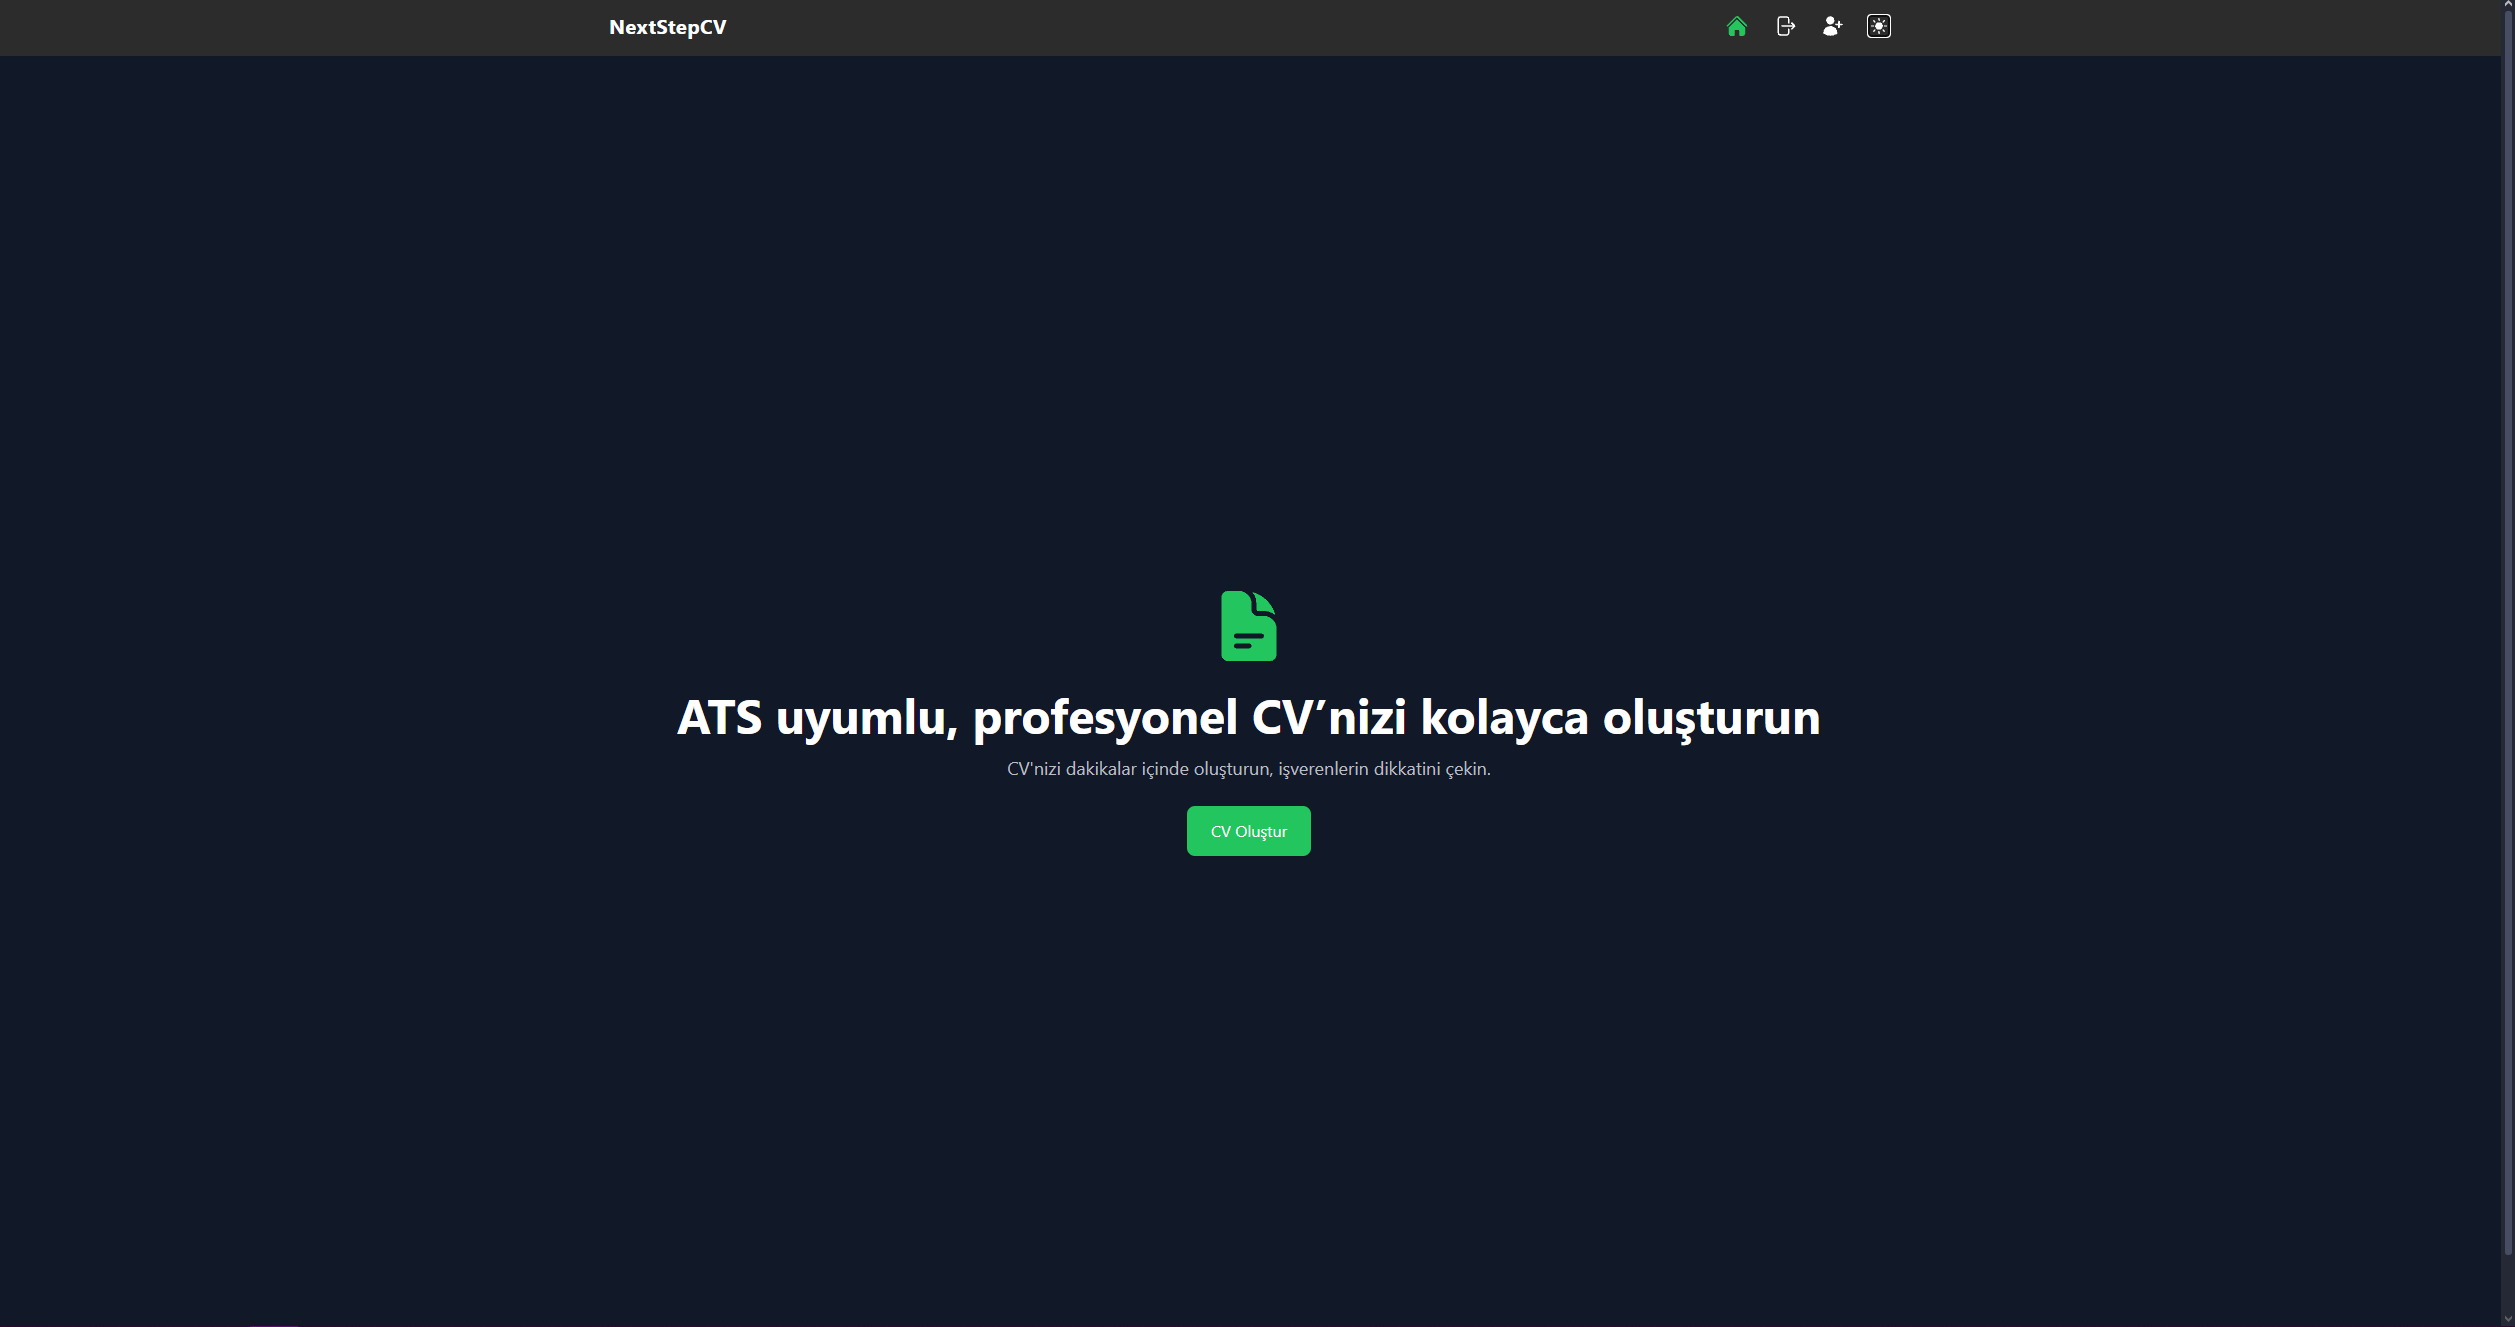 NextStepCV
ATS uyumlu, profesyonel CV’nizi kolayca oluşturun
CV'nizi dakikalar içinde oluşturun, işverenlerin dikkatini çekin.
CV Oluştur